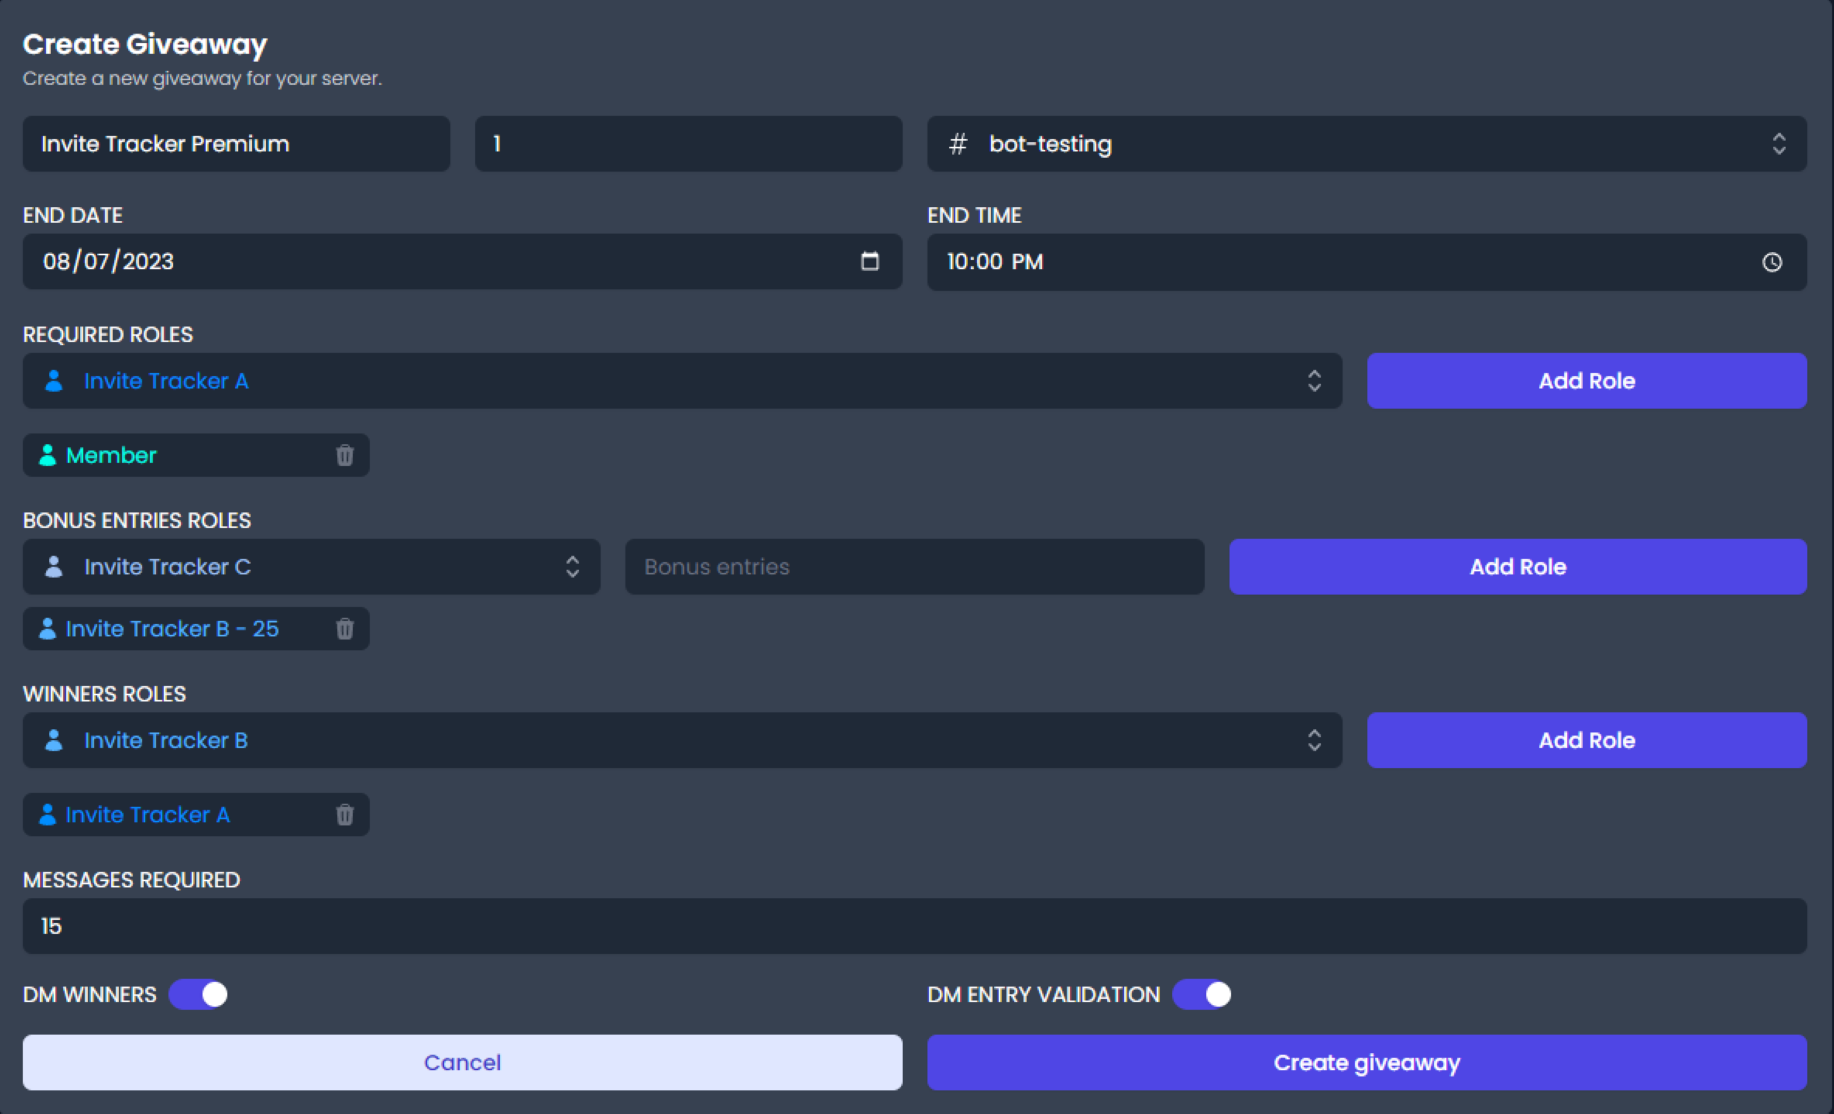 Create Giveaway
Create a new giveaway for your server.
Invite Tracker Premium
1
# bot-testing
END DATE
08/07/2023
END TIME
10:00 PM
REQUIRED ROLES
Invite Tracker A
Add Role
Member
BONUS ENTRIES ROLES
Invite Tracker C
Bonus entries
Add Role
Invite Tracker B - 25
WINNERS ROLES
Invite Tracker B
Add Role
Invite Tracker A
MESSAGES REQUIRED
15
DM WINNERS
DM ENTRY VALIDATION
Cancel
Create giveaway